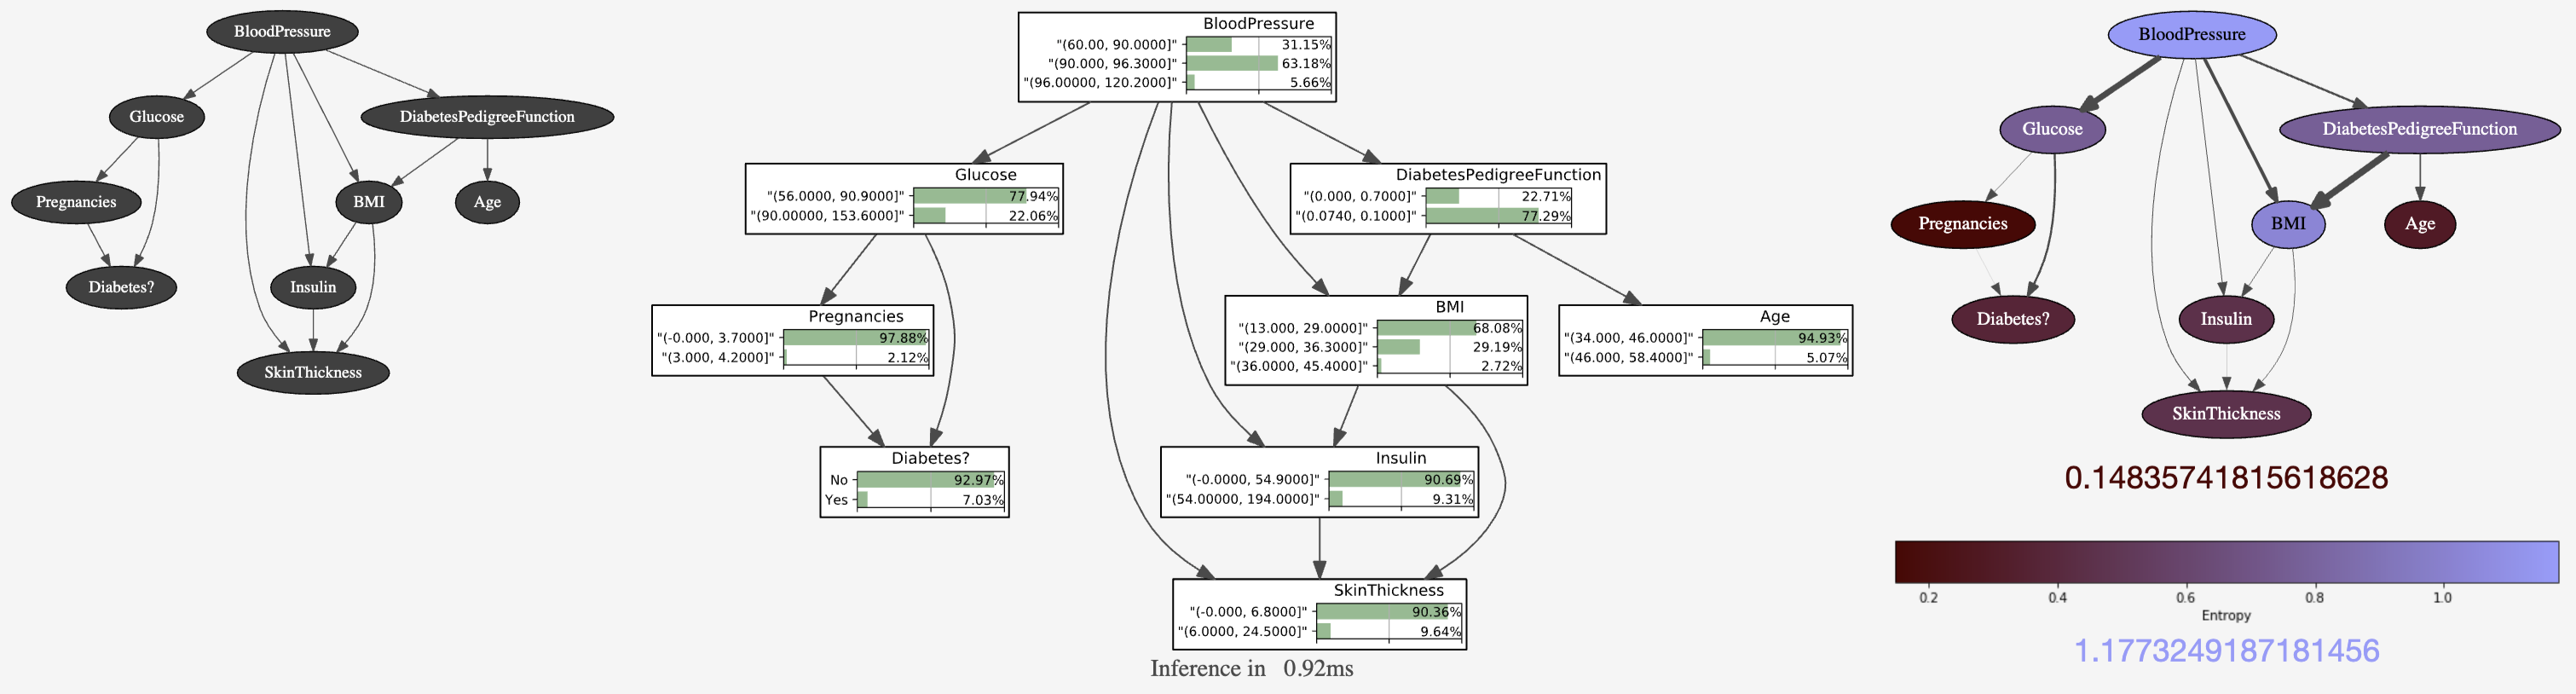 BloodPressure
Glucose
DiabetesPedigreeFunction
Pregnancies
BMI
Age
Diabetes?
Insulin
SkinThickness
BloodPressure
"(60.00, 90.0000]" 31.15%
"(90.000, 96.3000]" 63.18%
"(96.00000, 120.2000]" 5.66%
Glucose
"(56.0000, 90.9000]" 77.94%
"(90.00000, 153.6000]" 22.06%
DiabetesPedigreeFunction
"(0.000, 0.7000]" 22.71%
"(0.0740, 0.1000]" 77.29%
Pregnancies
"(-0.000, 3.7000]" 97.88%
"(3.000, 4.2000]" 2.12%
BMI
"(13.000, 29.0000]" 68.08%
"(29.000, 36.3000]" 29.19%
"(36.0000, 45.4000]" 2.72%
Age
"(34.000, 46.0000]" 94.93%
"(46.000, 58.4000]" 5.07%
Diabetes?
No 92.97%
Yes 7.03%
Insulin
"(-0.0000, 54.9000]" 90.69%
"(54.00000, 194.0000]" 9.31%
SkinThickness
"(-0.000, 6.8000]" 90.36%
"(6.0000, 24.5000]" 9.64%
Inference in 0.92ms
BloodPressure
Glucose
DiabetesPedigreeFunction
Pregnancies
BMI
Age
Diabetes?
Insulin
SkinThickness
0.14835741815618628
0.2 0.4 0.6 0.8 1.0
Entropy
1.1773249187181456